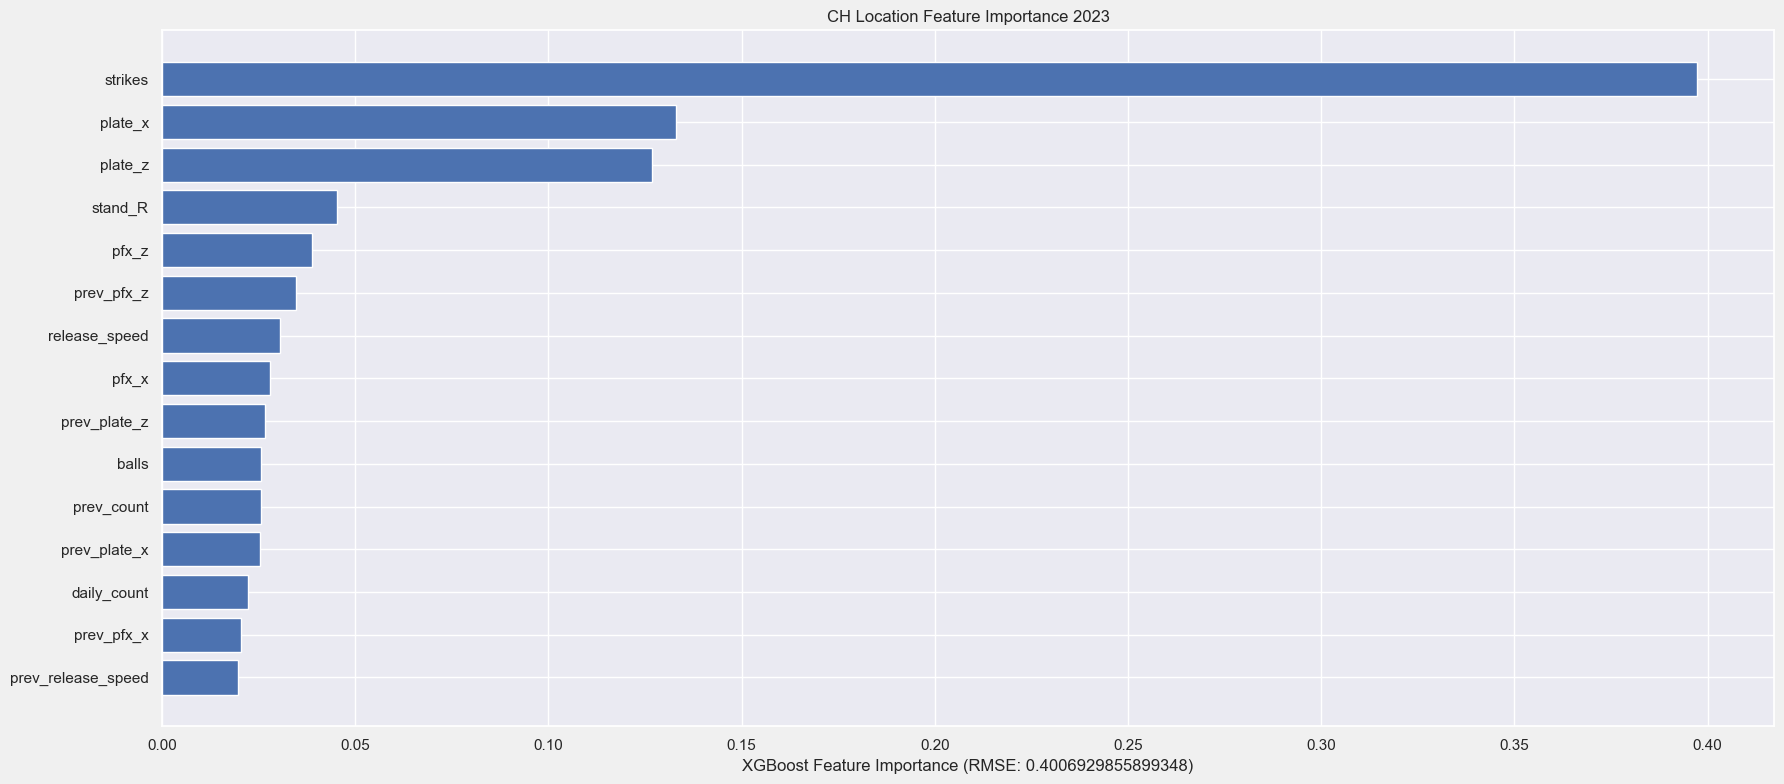 CH Location Feature Importance 2023
strikes
plate_x
plate_z
stand_R
pfx_z
prev_pfx_z
release_speed
pfx_x
prev_plate_z
balls
prev_count
prev_plate_x
daily_count
prev_pfx_x
prev_release_speed
0.00 0.05 0.10 0.15 0.20 0.25 0.30 0.35 0.40
XGBoost Feature Importance (RMSE: 0.4006929855899348)